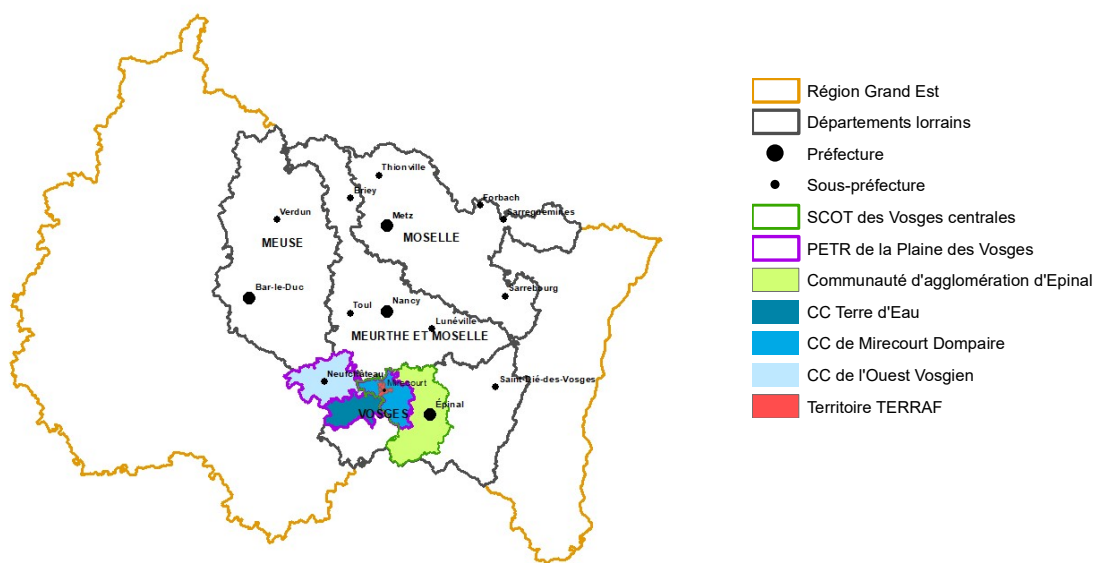 Thionville
Briey
Forbach
Sarreguemines
Verdun
Metz
MEUSE
MOSELLE
Bar-le-Duc
Sarrebourg
Toul
Nancy
Lunéville
MEURTHE ET MOSELLE
Neufchâteau
Mirecourt
Saint-Dié-des-Vosges
Épinal
VOSGES
Région Grand Est
Départements lorrains
Préfecture
Sous-préfecture
SCOT des Vosges centrales
PETR de la Plaine des Vosges
Communauté d'agglomération d'Epinal
CC Terre d'Eau
CC de Mirecourt Dompaire
CC de l'Ouest Vosgien
Territoire TERRAF